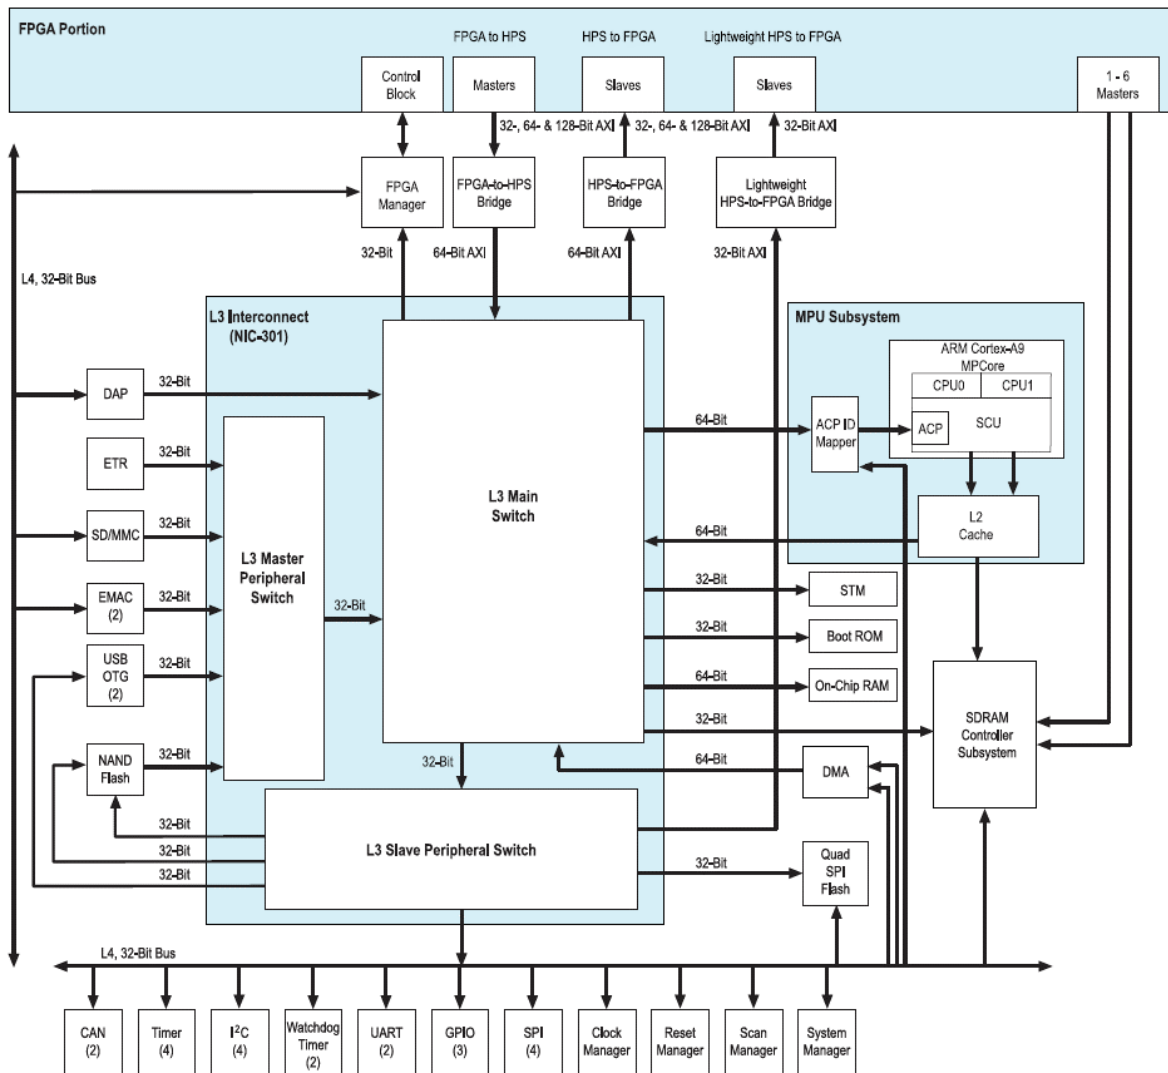 FPGA Portion
FPGA to HPS
HPS to FPGA
Lightweight HPS to FPGA
Control
Block
Masters
Slaves
Slaves
1 - 6
Masters
32-, 64- & 128-Bit AXI
32-, 64- & 128-Bit AXI
32-Bit AXI
FPGA
Manager
FPGA-to-HPS
Bridge
HPS-to-FPGA
Bridge
Lightweight
HPS-to-FPGA Bridge
32-Bit
64-Bit AXI
64-Bit AXI
32-Bit AXI
L4, 32-Bit Bus
L3 Interconnect
(NIC-301)
MPU Subsystem
ARM Cortex-A9
MPCore
CPU0
CPU1
ACP
SCU
ACP ID
Mapper
L2
Cache
DAP
32-Bit
ETR
32-Bit
SD/MMC
32-Bit
EMAC
(2)
32-Bit
USB
OTG
(2)
32-Bit
NAND
Flash
32-Bit
L3 Master
Peripheral
Switch
32-Bit
L3 Main
Switch
64-Bit
64-Bit
32-Bit
STM
32-Bit
Boot ROM
64-Bit
On-Chip RAM
32-Bit
SDRAM
Controller
Subsystem
64-Bit
DMA
32-Bit
L3 Slave Peripheral Switch
32-Bit
32-Bit
32-Bit
32-Bit
Quad
SPI
Flash
L4, 32-Bit Bus
CAN
(2)
Timer
(4)
I²C
(4)
Watchdog
Timer
(2)
UART
(2)
GPIO
(3)
SPI
(4)
Clock
Manager
Reset
Manager
Scan
Manager
System
Manager